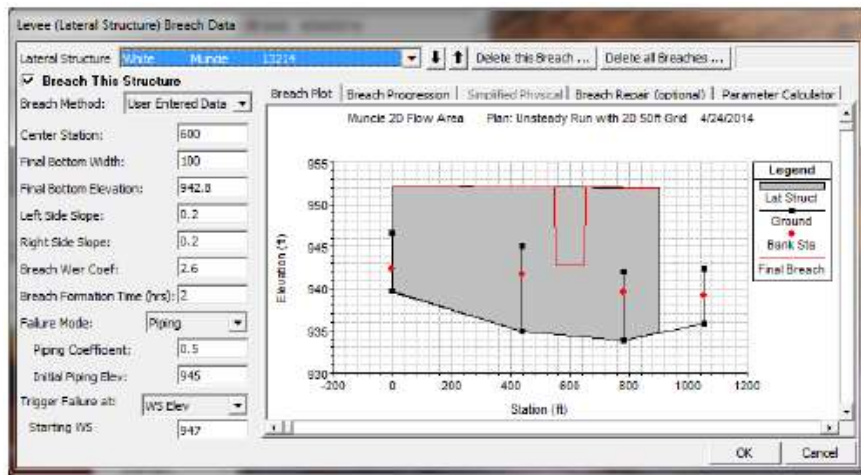 Levee (Lateral Structure) Breach Data
Lateral Structure White Muncie 13214 Delete this Breach ... Delete all Breaches ...
Breach This Structure
Breach Method: User Entered Data
Center Station: 600
Final Bottom Width: 100
Final Bottom Elevation: 942.8
Left Side Slope: 0.2
Right Side Slope: 0.2
Breach Weir Coef: 2.6
Breach Formation Time (hrs): 2
Failure Mode: Piping
Piping Coefficient: 0.5
Initial Piping Elev: 945
Trigger Failure at: WS Elev
Starting WS 947
Breach Plot Breach Progression Simplified Physical Breach Repair (optional) Parameter Calculator
Muncie 2D Flow Area Plan: Unsteady Run with 2D 50ft Grid 4/24/2014
Elevation (ft)
955
950
945
940
935
930
-200 0 200 400 600 800 1000 1200
Station (ft)
Legend
Lat Struct
Ground
Bank Sta
Final Breach
OK Cancel